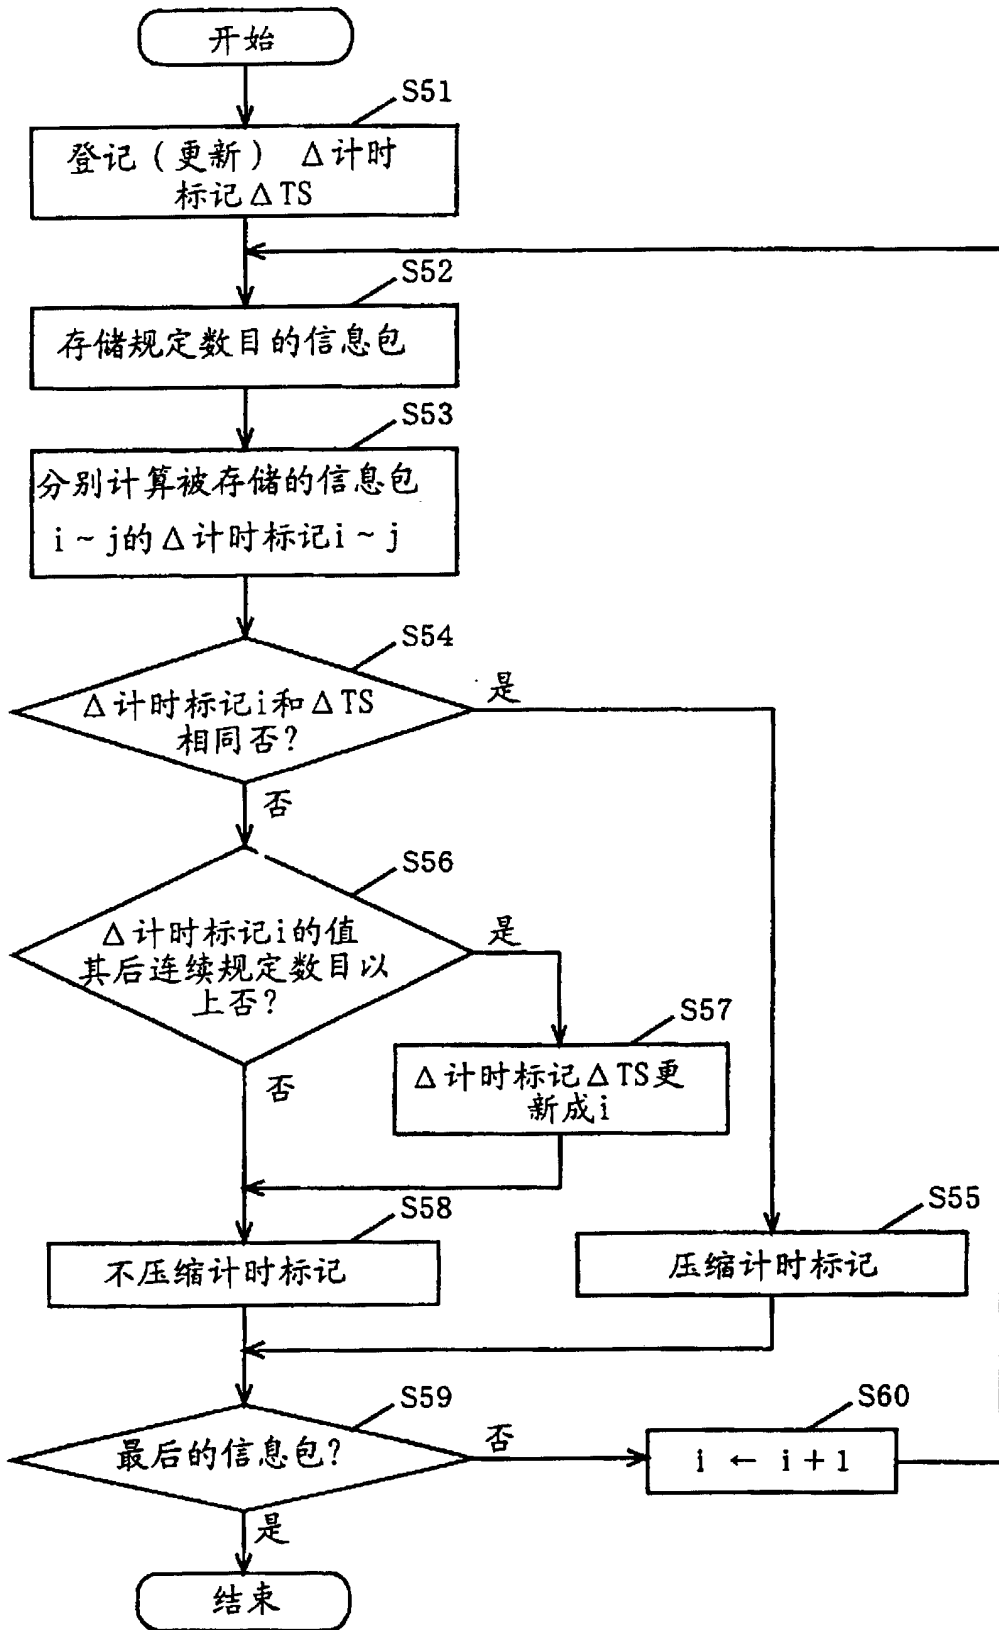 开始
S51
登记（更新） Δ计时
标记ΔTS
S52
存储规定数目的信息包
S53
分别计算被存储的信息包
i~j的Δ计时标记i~j
S54
Δ计时标记i和ΔTS
相同否?
是
否
S56
Δ计时标记i的值
其后连续规定数目以
上否?
是
否
S57
Δ计时标记ΔTS更
新成i
S58
不压缩计时标记
S55
压缩计时标记
S59
最后的信息包?
否
是
S60
i ← i+1
结束